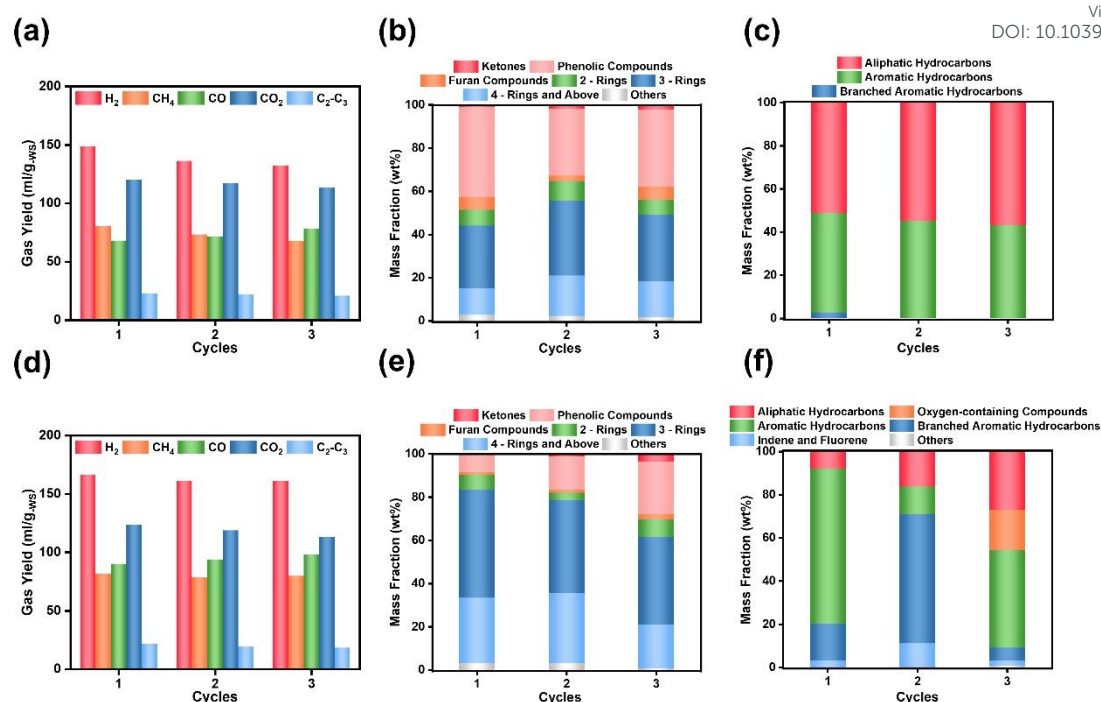 Vi
DOI: 10.1039
(a)
200
150
100
50
0
Gas Yield (ml/g-ws)
H2 CH4 CO CO2 C2-C3
1 2 3
Cycles
(b)
Ketones Phenolic Compounds
Furan Compounds 2 - Rings 3 - Rings
4 - Rings and Above Others
100
80
60
40
20
0
Mass Fraction (wt%)
1 2 3
Cycles
(c)
Aliphatic Hydrocarbons
Aromatic Hydrocarbons
Branched Aromatic Hydrocarbons
100
80
60
40
20
0
Mass Fraction (wt%)
1 2 3
Cycles
(d)
200
150
100
50
0
Gas Yield (ml/g-ws)
H2 CH4 CO CO2 C2-C3
1 2 3
Cycles
(e)
Ketones Phenolic Compounds
Furan Compounds 2 - Rings 3 - Rings
4 - Rings and Above Others
100
80
60
40
20
0
Mass Fraction (wt%)
1 2 3
Cycles
(f)
Aliphatic Hydrocarbons Oxygen-containing Compounds
Aromatic Hydrocarbons Branched Aromatic Hydrocarbons
Indene and Fluorene Others
100
80
60
40
20
0
Mass Fraction (wt%)
1 2 3
Cycles